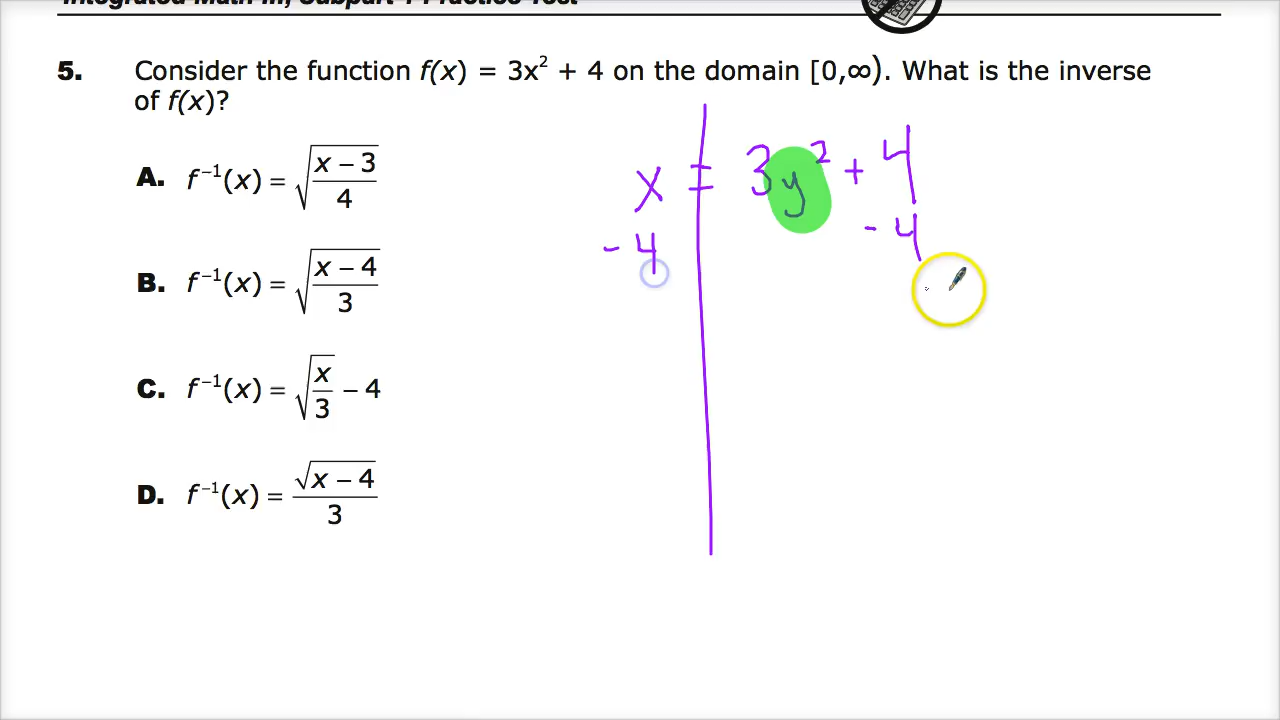 Integrated Math III, Subpart 1 Practice Test
5. Consider the function f(x) = 3x² + 4 on the domain [0,∞). What is the inverse
of f(x)?
A. f⁻¹(x) = √((x – 3)/4)
B. f⁻¹(x) = √((x – 4)/3)
C. f⁻¹(x) = √(x/3) – 4
D. f⁻¹(x) = √(x – 4)/3
x = 3y² + 4
- 4 - 4